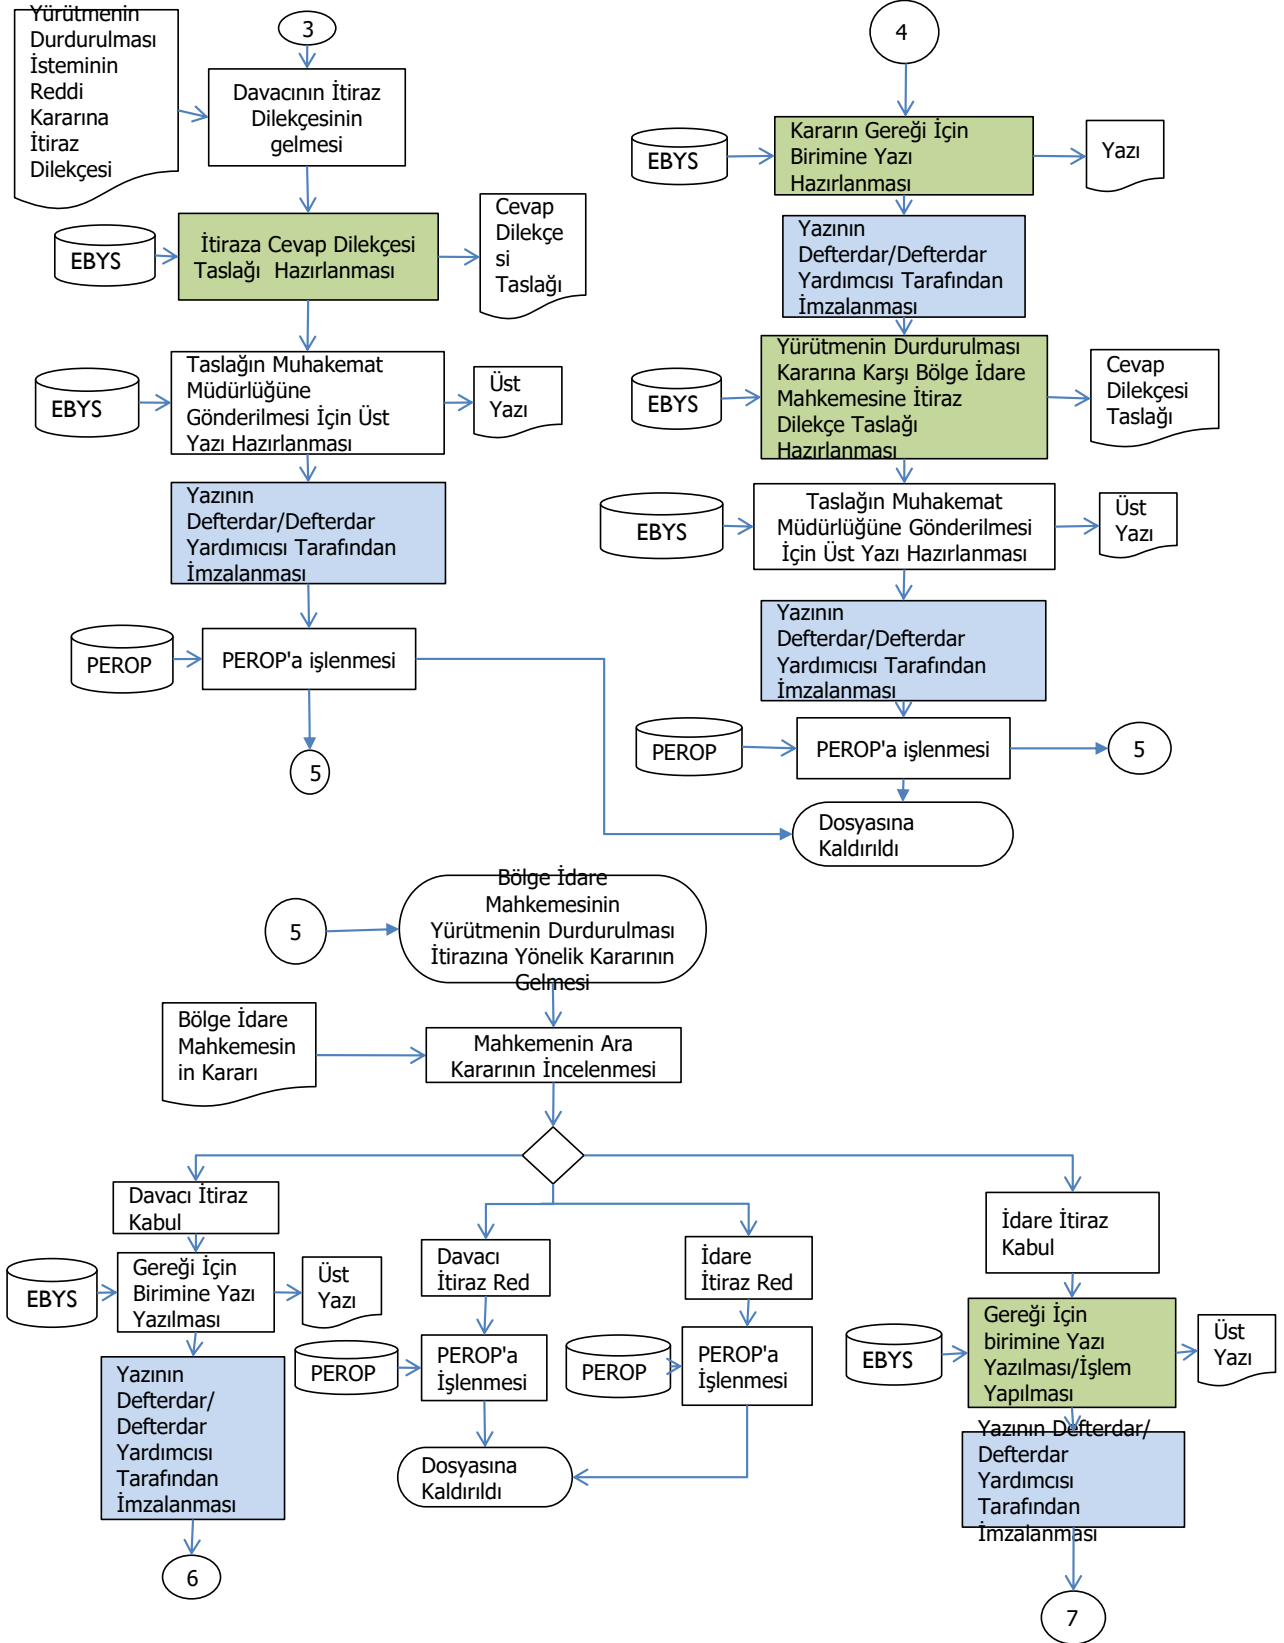 Yürütmenin
Durdurulması
İsteminin
Reddi
Kararına
İtiraz
Dilekçesi
3
Davacının İtiraz
Dilekçesinin
gelmesi
EBYS
İtiraza Cevap Dilekçesi
Taslağı Hazırlanması
Cevap
Dilekçe
si
Taslağı
EBYS
Taslağın Muhakemat
Müdürlüğüne
Gönderilmesi İçin Üst
Yazı Hazırlanması
Üst
Yazı
Yazının
Defterdar/Defterdar
Yardımıcısı Tarafından
İmzalanması
PEROP
PEROP'a işlenmesi
5
4
EBYS
Kararın Gereği İçin
Birimine Yazı
Hazırlanması
Yazı
Yazının
Defterdar/Defterdar
Yardımcısı Tarafından
İmzalanması
EBYS
Yürütmenin Durdurulması
Kararına Karşı Bölge İdare
Mahkemesine İtiraz
Dilekçe Taslağı
Hazırlanması
Cevap
Dilekçesi
Taslağı
EBYS
Taslağın Muhakemat
Müdürlüğüne Gönderilmesi
İçin Üst Yazı Hazırlanması
Üst
Yazı
Yazının
Defterdar/Defterdar
Yardımıcısı Tarafından
İmzalanması
PEROP
PEROP'a işlenmesi
5
Dosyasına
Kaldırıldı
5
Bölge İdare
Mahkemesinin
Yürütmenin Durdurulması
İtirazına Yönelik Kararının
Gelmesi
Bölge İdare
Mahkemesin
in Kararı
Mahkemenin Ara
Kararının İncelenmesi
Davacı İtiraz
Kabul
EBYS
Gereği İçin
Birimine Yazı
Yazılması
Üst
Yazı
Yazının
Defterdar/
Defterdar
Yardımcısı
Tarafından
İmzalanması
6
Davacı
İtiraz Red
PEROP
PEROP'a
İşlenmesi
Dosyasına
Kaldırıldı
İdare
İtiraz Red
PEROP
PEROP'a
İşlenmesi
İdare İtiraz
Kabul
EBYS
Gereği İçin
birimine Yazı
Yazılması/İşlem
Yapılması
Üst
Yazı
Yazının Defterdar/
Defterdar
Yardımcısı
Tarafından
İmzalanması
7